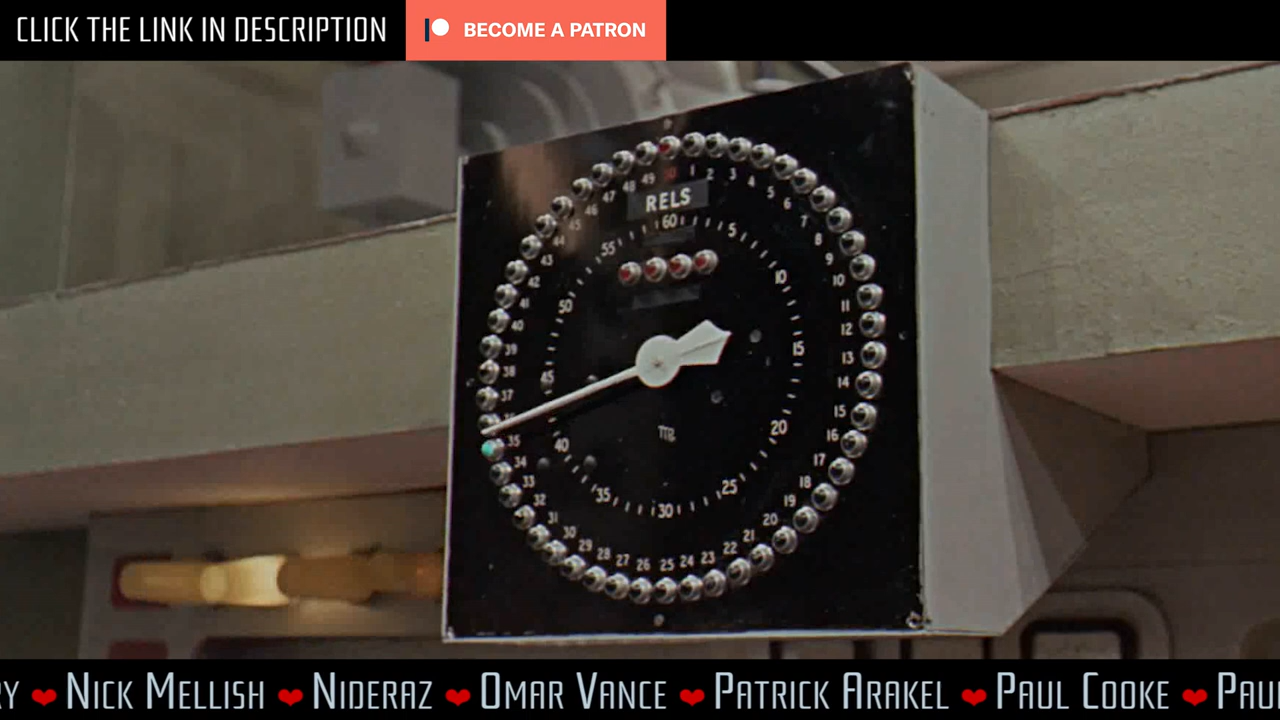 CLICK THE LINK IN DESCRIPTION BECOME A PATRON
49 50 1 2 3 4 5 6 7 8 9 10 11 12 13 14 15 16 17 18 19 20 21 22 23 24 25 26 27 28 29 30 31 32 33 34 35 36 37 38 39 40 41 42 43 44 45 46 47 48
RELS
60 5 10 15 20 25 30 35 40 45 50 55
RY ❤ NICK MELLISH ❤ NIDERAZ ❤ OMAR VANCE ❤ PATRICK ARAKEL ❤ PAUL COOKE ❤ PAU